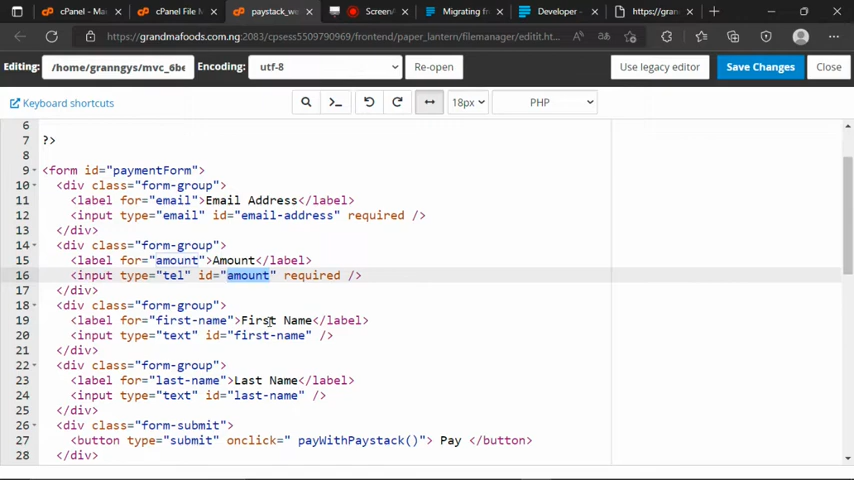 cPanel - Ma
cPanel File M
paystack_we
ScreenA
Migrating fr
Developer -
https://gran
https://grandmafoods.com.ng:2083/cpsess5509790969/frontend/paper_lantern/filemanager/editit.ht...
Editing: /home/granngys/mvc_6be Encoding: utf-8 Re-open Use legacy editor Save Changes Close
Keyboard shortcuts 18px PHP
6
7 ?>
8
9 <form id="paymentForm">
10 <div class="form-group">
11 <label for="email">Email Address</label>
12 <input type="email" id="email-address" required />
13 </div>
14 <div class="form-group">
15 <label for="amount">Amount</label>
16 <input type="tel" id="amount" required />
17 </div>
18 <div class="form-group">
19 <label for="first-name">First Name</label>
20 <input type="text" id="first-name" />
21 </div>
22 <div class="form-group">
23 <label for="last-name">Last Name</label>
24 <input type="text" id="last-name" />
25 </div>
26 <div class="form-submit">
27 <button type="submit" onclick=" payWithPaystack()"> Pay </button>
28 </div>